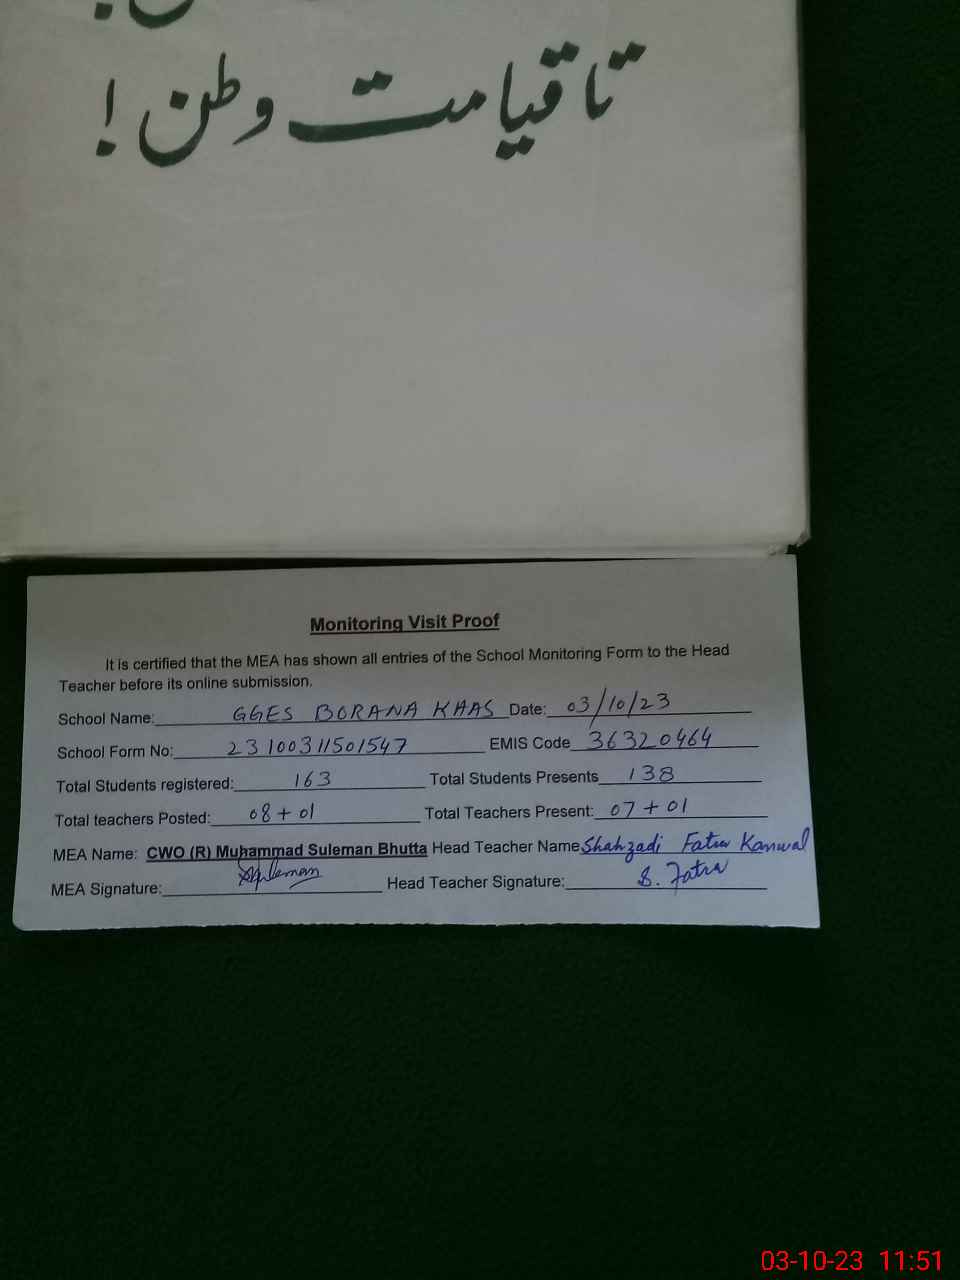 تا قیامت وطن!
Monitoring Visit Proof
It is certified that the MEA has shown all entries of the School Monitoring Form to the Head
Teacher before its online submission.
School Name: GGES BORANA KHAS Date: 03/10/23
School Form No: 23100311501547 EMIS Code 36320464
Total Students registered: 163 Total Students Presents 138
Total teachers Posted: 08+01 Total Teachers Present: 07+01
MEA Name: CWO (R) Muhammad Suleman Bhutta Head Teacher Name Shahzadi Fatra Kanwal
MEA Signature: Suleman Head Teacher Signature: S. Fatra
03-10-23 11:51